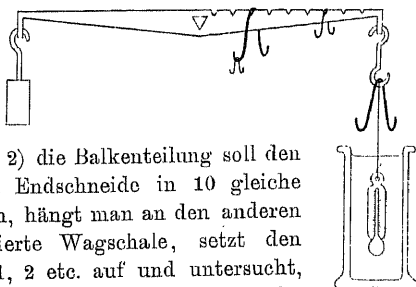 2) die Balkenteilung soll den
Endschneide in 10 gleiche
n, hängt man an den anderen
ierte Wagschale, setzt den
1, 2 etc. auf und untersucht,